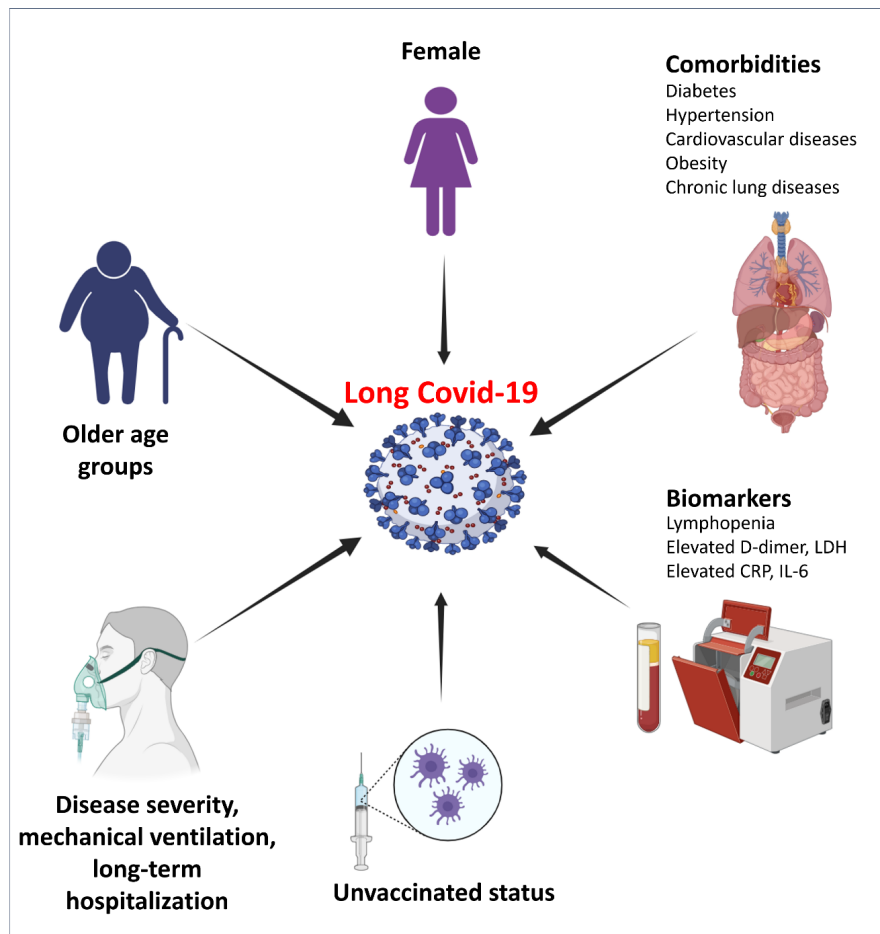 Female
Comorbidities
Diabetes
Hypertension
Cardiovascular diseases
Obesity
Chronic lung diseases
Long Covid-19
Older age
groups
Biomarkers
Lymphopenia
Elevated D-dimer, LDH
Elevated CRP, IL-6
Disease severity,
mechanical ventilation,
long-term
hospitalization
Unvaccinated status